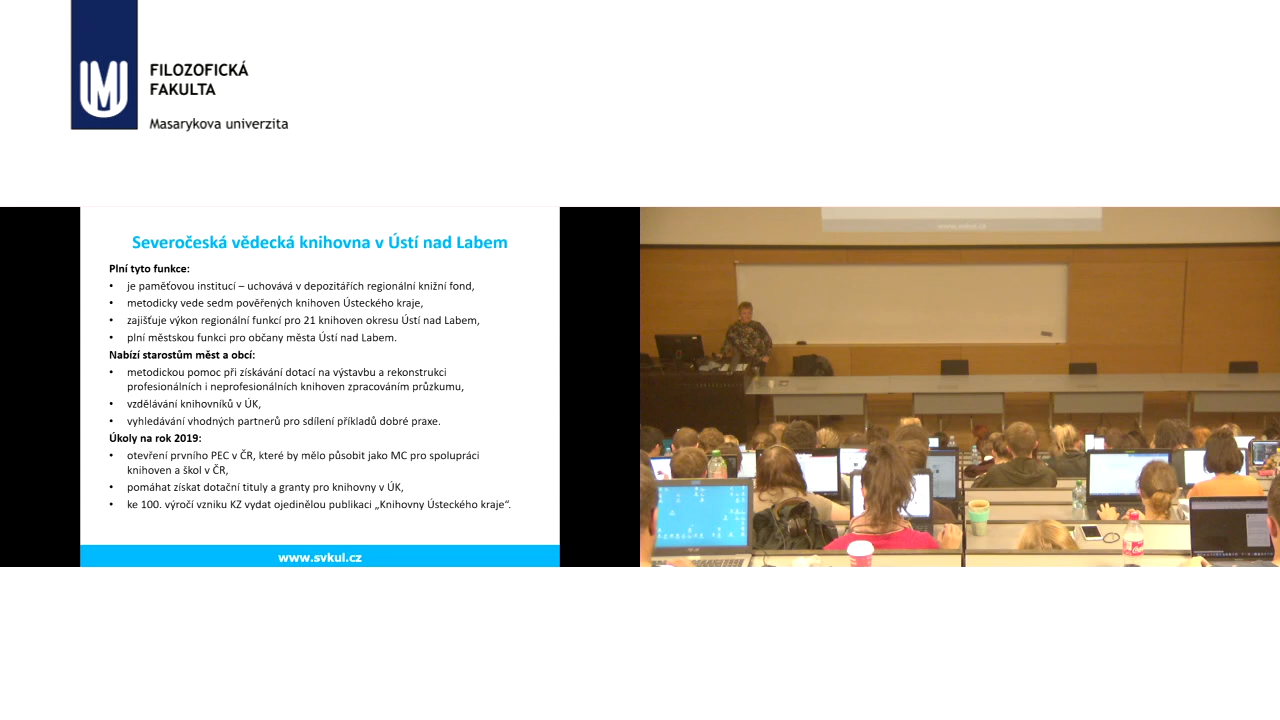 FILOZOFICKÁ
FAKULTA
Masarykova univerzita
Severočeská vědecká knihovna v Ústí nad Labem
Plní tyto funkce:
• je paměťovou institucí – uchovává v depozitářích regionální knižní fond,
• metodicky vede sedm pověřených knihoven Ústeckého kraje,
• zajišťuje výkon regionální funkcí pro 21 knihoven okresu Ústí nad Labem,
• plní městskou funkci pro občany města Ústí nad Labem.
Nabízí starostům měst a obcí:
• metodickou pomoc při získávání dotací na výstavbu a rekonstrukci
profesionálních i neprofesionálních knihoven zpracováním průzkumu,
• vzdělávání knihovníků v ÚK,
• vyhledávání vhodných partnerů pro sdílení příkladů dobré praxe.
Úkoly na rok 2019:
• otevření prvního PEC v ČR, které by mělo působit jako MC pro spolupráci
knihoven a škol v ČR,
• pomáhat získat dotační tituly a granty pro knihovny v ÚK,
• ke 100. výročí vzniku KZ vydat ojedinělou publikaci „Knihovny Ústeckého kraje“.
www.svkul.cz
www.svkul.cz